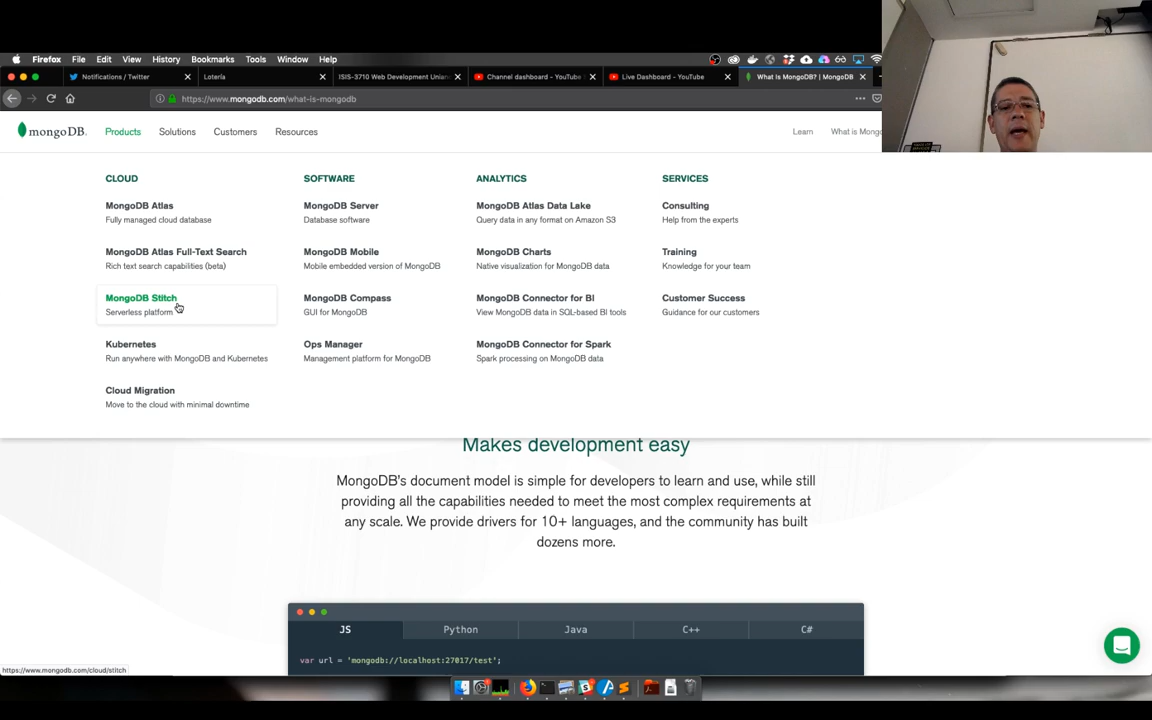 Firefox File Edit View History Bookmarks Tools Window Help
Notifications / Twitter
Lotería
ISIS-3710 Web Development Unian
Channel dashboard - YouTube
Live Dashboard - YouTube
What Is MongoDB? | MongoDB
https://www.mongodb.com/what-is-mongodb
mongoDB. Products Solutions Customers Resources Learn What is Mongo
CLOUD
MongoDB Atlas
Fully managed cloud database
MongoDB Atlas Full-Text Search
Rich text search capabilities (beta)
MongoDB Stitch
Serverless platform
Kubernetes
Run anywhere with MongoDB and Kubernetes
Cloud Migration
Move to the cloud with minimal downtime
SOFTWARE
MongoDB Server
Database software
MongoDB Mobile
Mobile embedded version of MongoDB
MongoDB Compass
GUI for MongoDB
Ops Manager
Management platform for MongoDB
ANALYTICS
MongoDB Atlas Data Lake
Query data in any format on Amazon S3
MongoDB Charts
Native visualization for MongoDB data
MongoDB Connector for BI
View MongoDB data in SQL-based BI tools
MongoDB Connector for Spark
Spark processing on MongoDB data
SERVICES
Consulting
Help from the experts
Training
Knowledge for your team
Customer Success
Guidance for our customers
Makes development easy
MongoDB's document model is simple for developers to learn and use, while still
providing all the capabilities needed to meet the most complex requirements at
any scale. We provide drivers for 10+ languages, and the community has built
dozens more.
JS Python Java C++ C#
var url = 'mongodb://localhost:27017/test';
https://www.mongodb.com/cloud/stitch